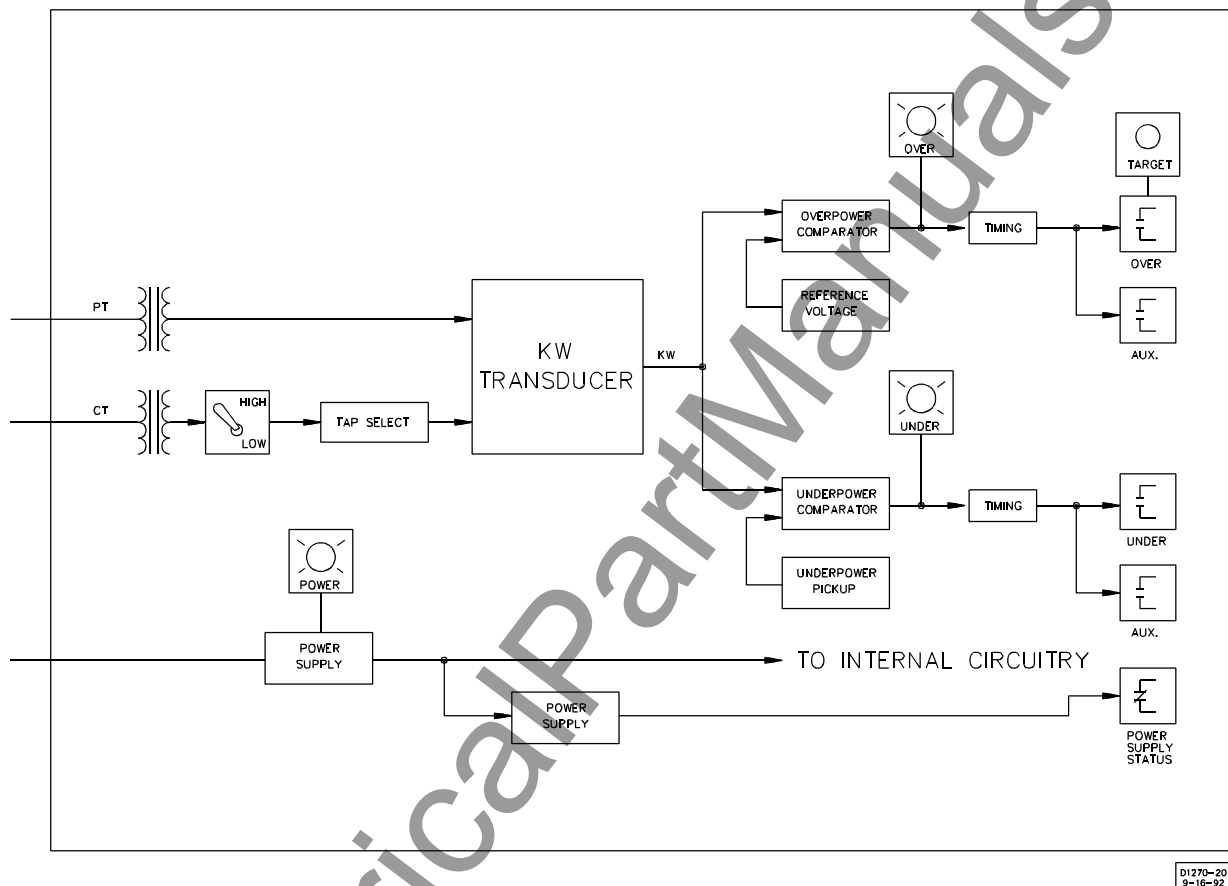 OVER
TARGET
OVERPOWER
COMPARATOR
TIMING
OVER
REFERENCE
VOLTAGE
AUX.
PT
KW
TRANSDUCER
KW
CT
HIGH
LOW
TAP SELECT
UNDER
UNDERPOWER
COMPARATOR
TIMING
UNDER
UNDERPOWER
PICKUP
AUX.
POWER
POWER
SUPPLY
TO INTERNAL CIRCUITRY
POWER
SUPPLY
POWER
SUPPLY
STATUS
D1270-20
9-16-92
ricalPartManuals